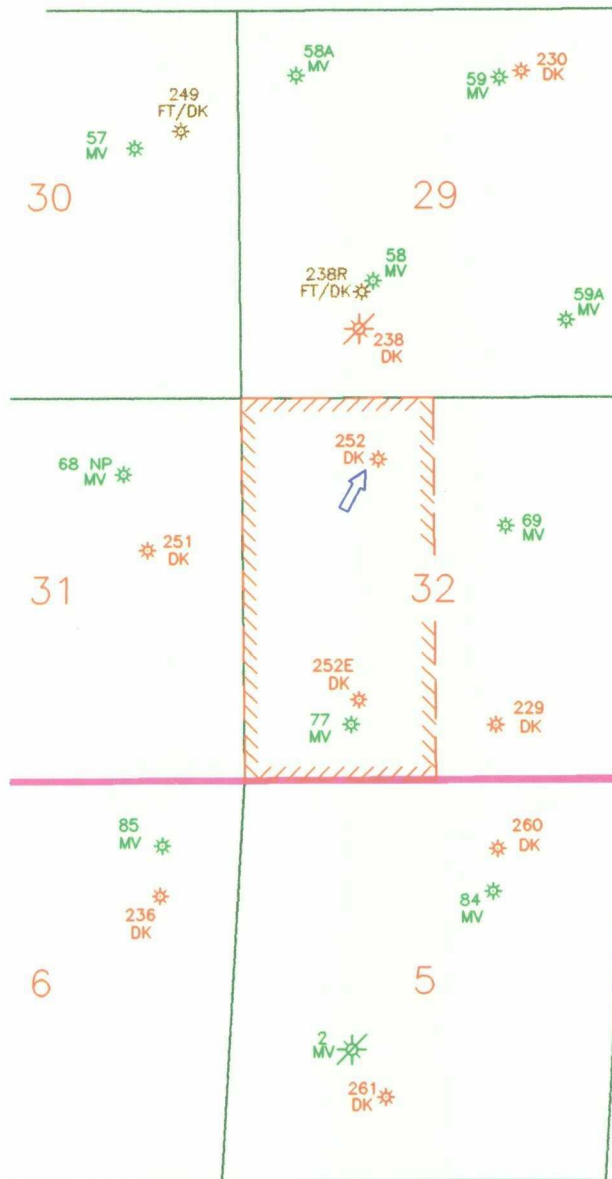 58A
MV
59
MV
230
DK
249
FT/DK
57
MV
30
29
58
MV
238R
FT/DK
59A
MV
238
DK
252
DK
68 NP
MV
251
DK
69
MV
31
32
252E
DK
77
MV
229
DK
85
MV
260
DK
84
MV
236
DK
6
5
2
MV
261
DK